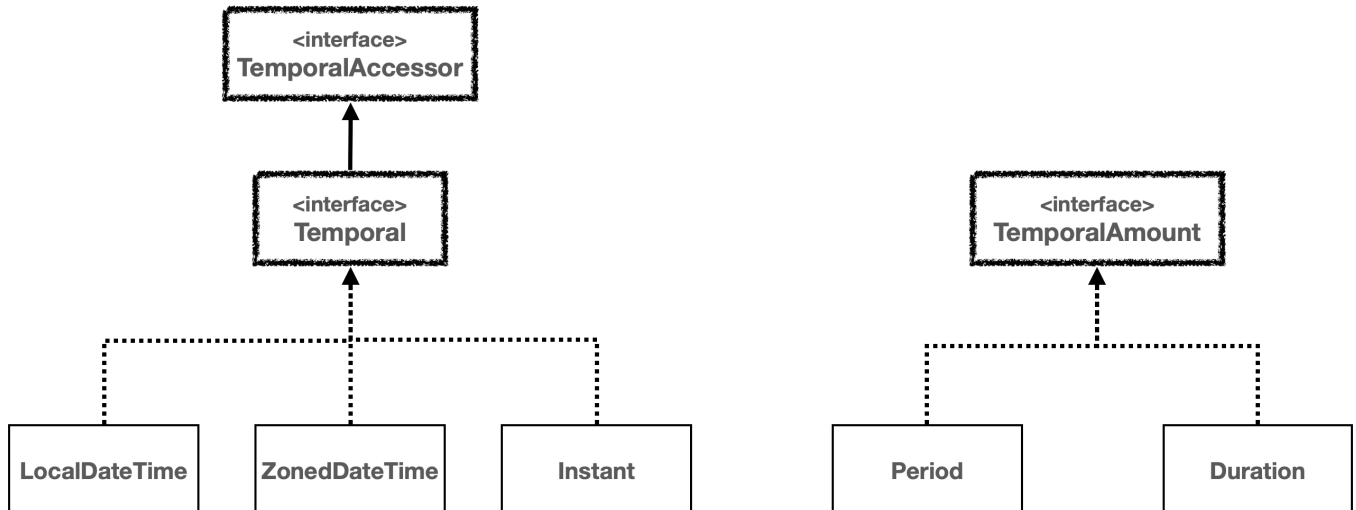 <interface>
TemporalAccessor
<interface>
Temporal
<interface>
TemporalAmount
LocalDateTime
ZonedDateTime
Instant
Period
Duration